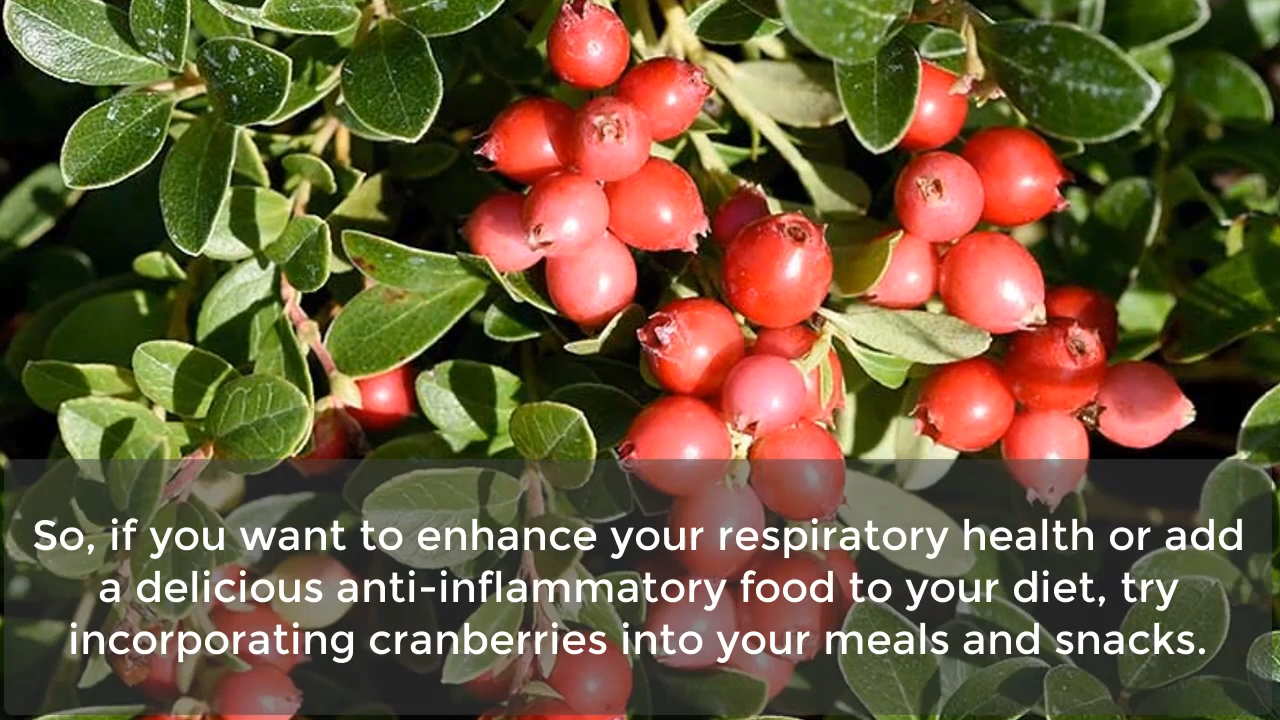 So, if you want to enhance your respiratory health or add
a delicious anti-inflammatory food to your diet, try
incorporating cranberries into your meals and snacks.